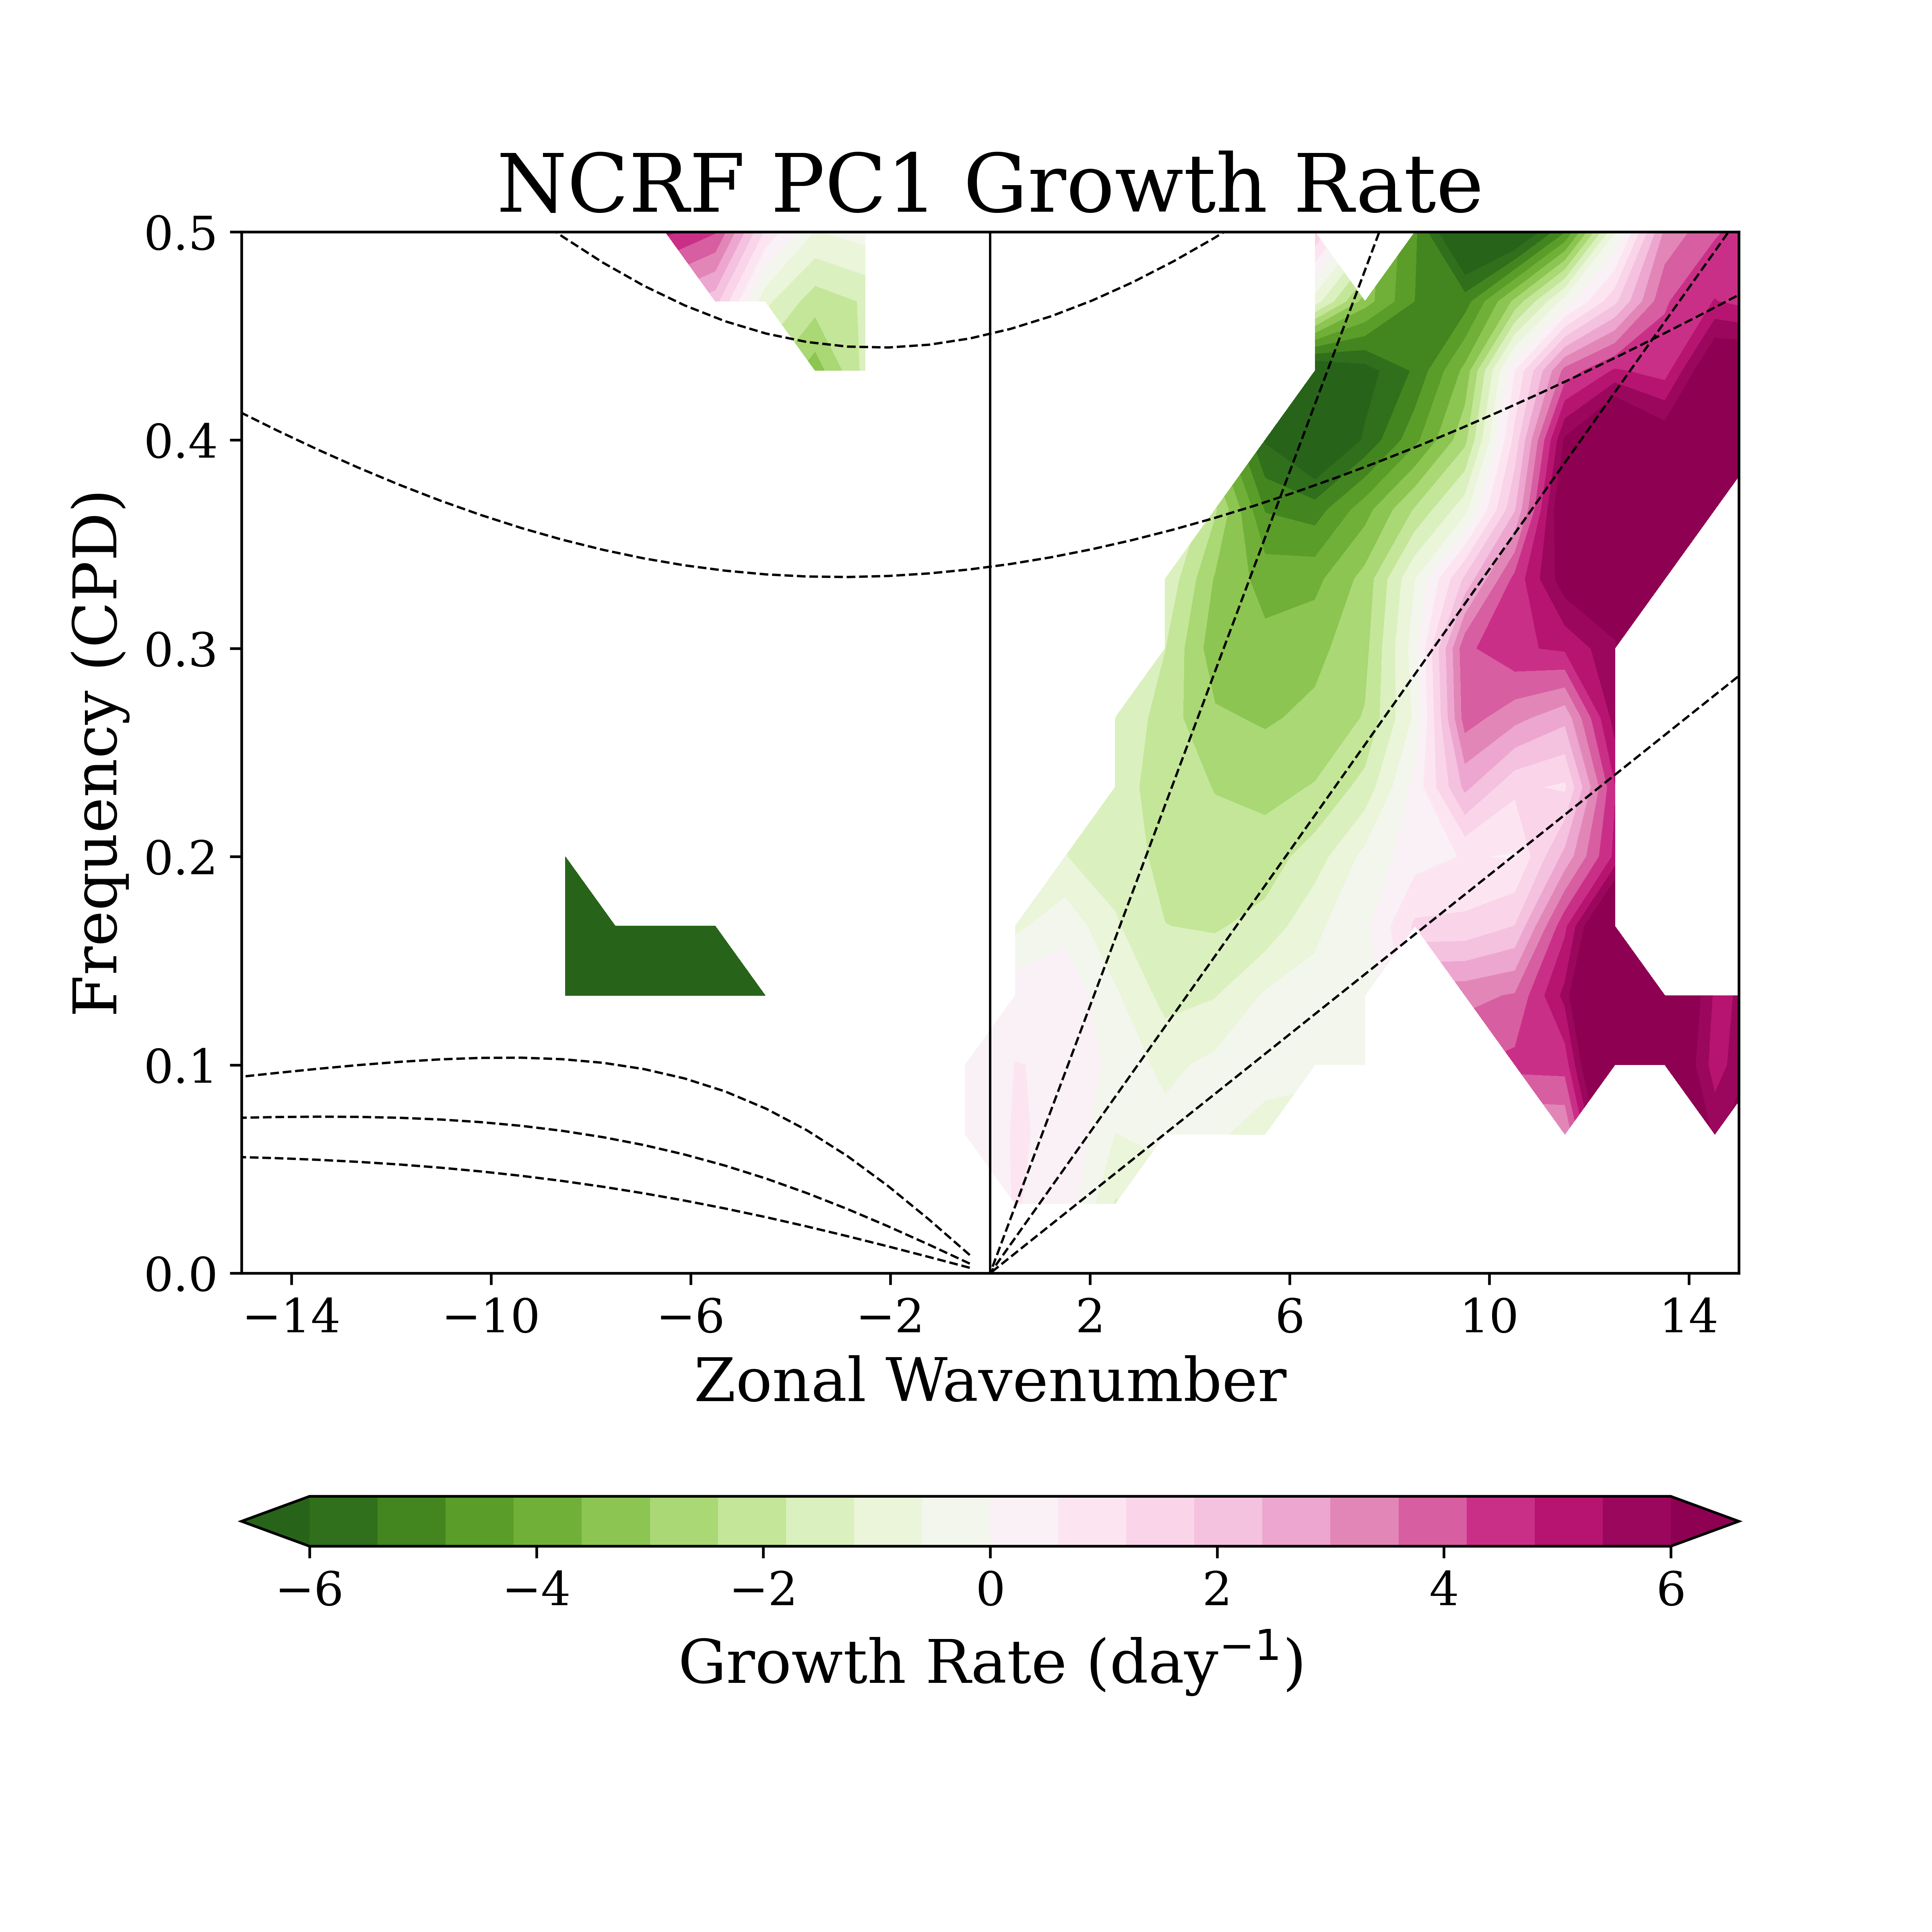 NCRF PC1 Growth Rate
0.5
0.4
0.3
0.2
0.1
0.0
Frequency (CPD)
−14 −10 −6 −2 2 6 10 14
Zonal Wavenumber
−6 −4 −2 0 2 4 6
Growth Rate (day⁻¹)